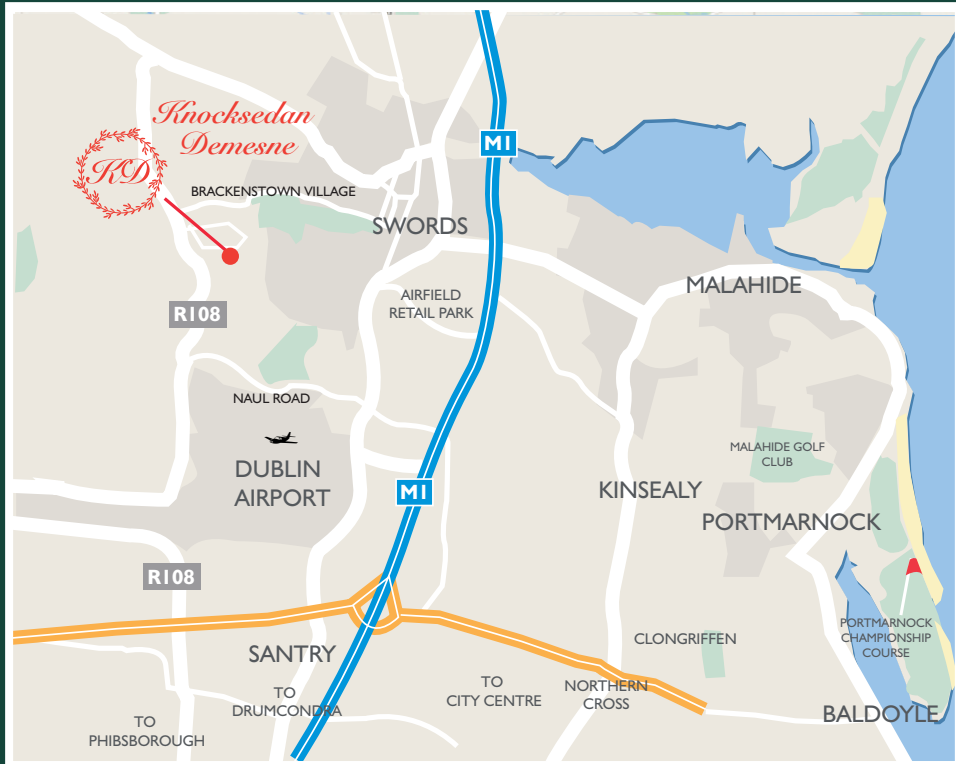 Knocksedan
Demesne
KD
M1
BRACKENSTOWN VILLAGE
SWORDS
MALAHIDE
AIRFIELD
RETAIL PARK
R108
NAUL ROAD
MALAHIDE GOLF
CLUB
DUBLIN
AIRPORT
M1
KINSEALY
PORTMARNOCK
R108
PORTMARNOCK
CHAMPIONSHIP
COURSE
CLONGRIFFEN
SANTRY
TO
CITY CENTRE
NORTHERN
CROSS
TO
DRUMCONDRA
BALDOYLE
TO
PHIBSBOROUGH